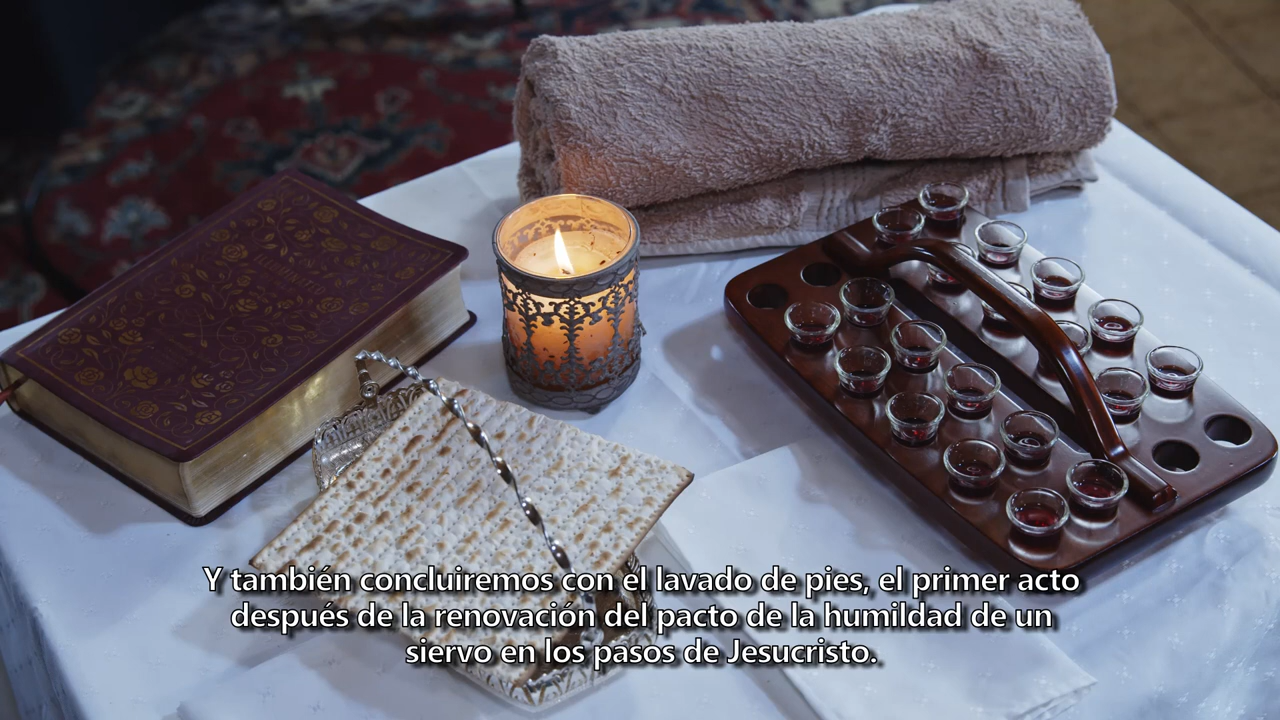 Y también concluiremos con el lavado de pies, el primer acto
después de la renovación del pacto de la humildad de un
siervo en los pasos de Jesucristo.